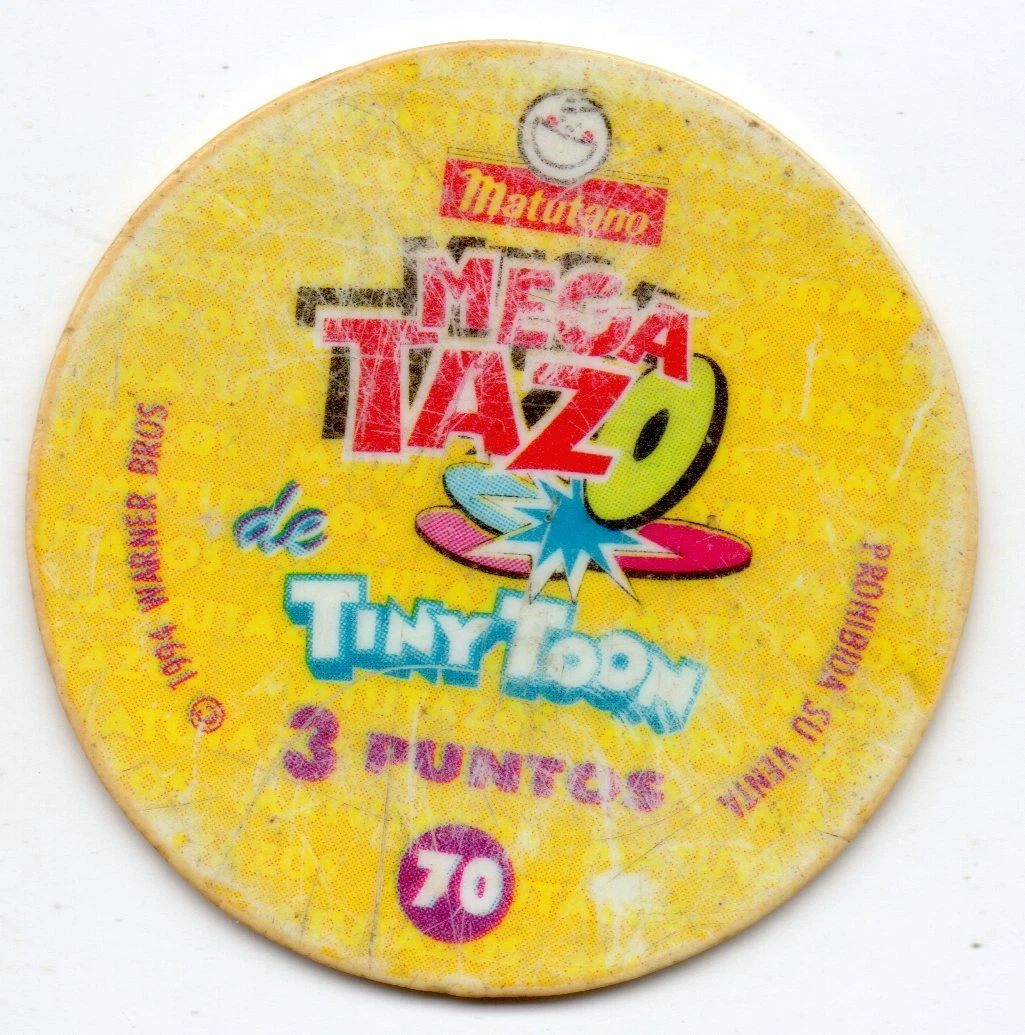 Matutano
MEGA
TAZO
de
TINY TOON
3 PUNTOS
70
© 1994 WARNER BROS.
PROHIBIDA SU VENTA